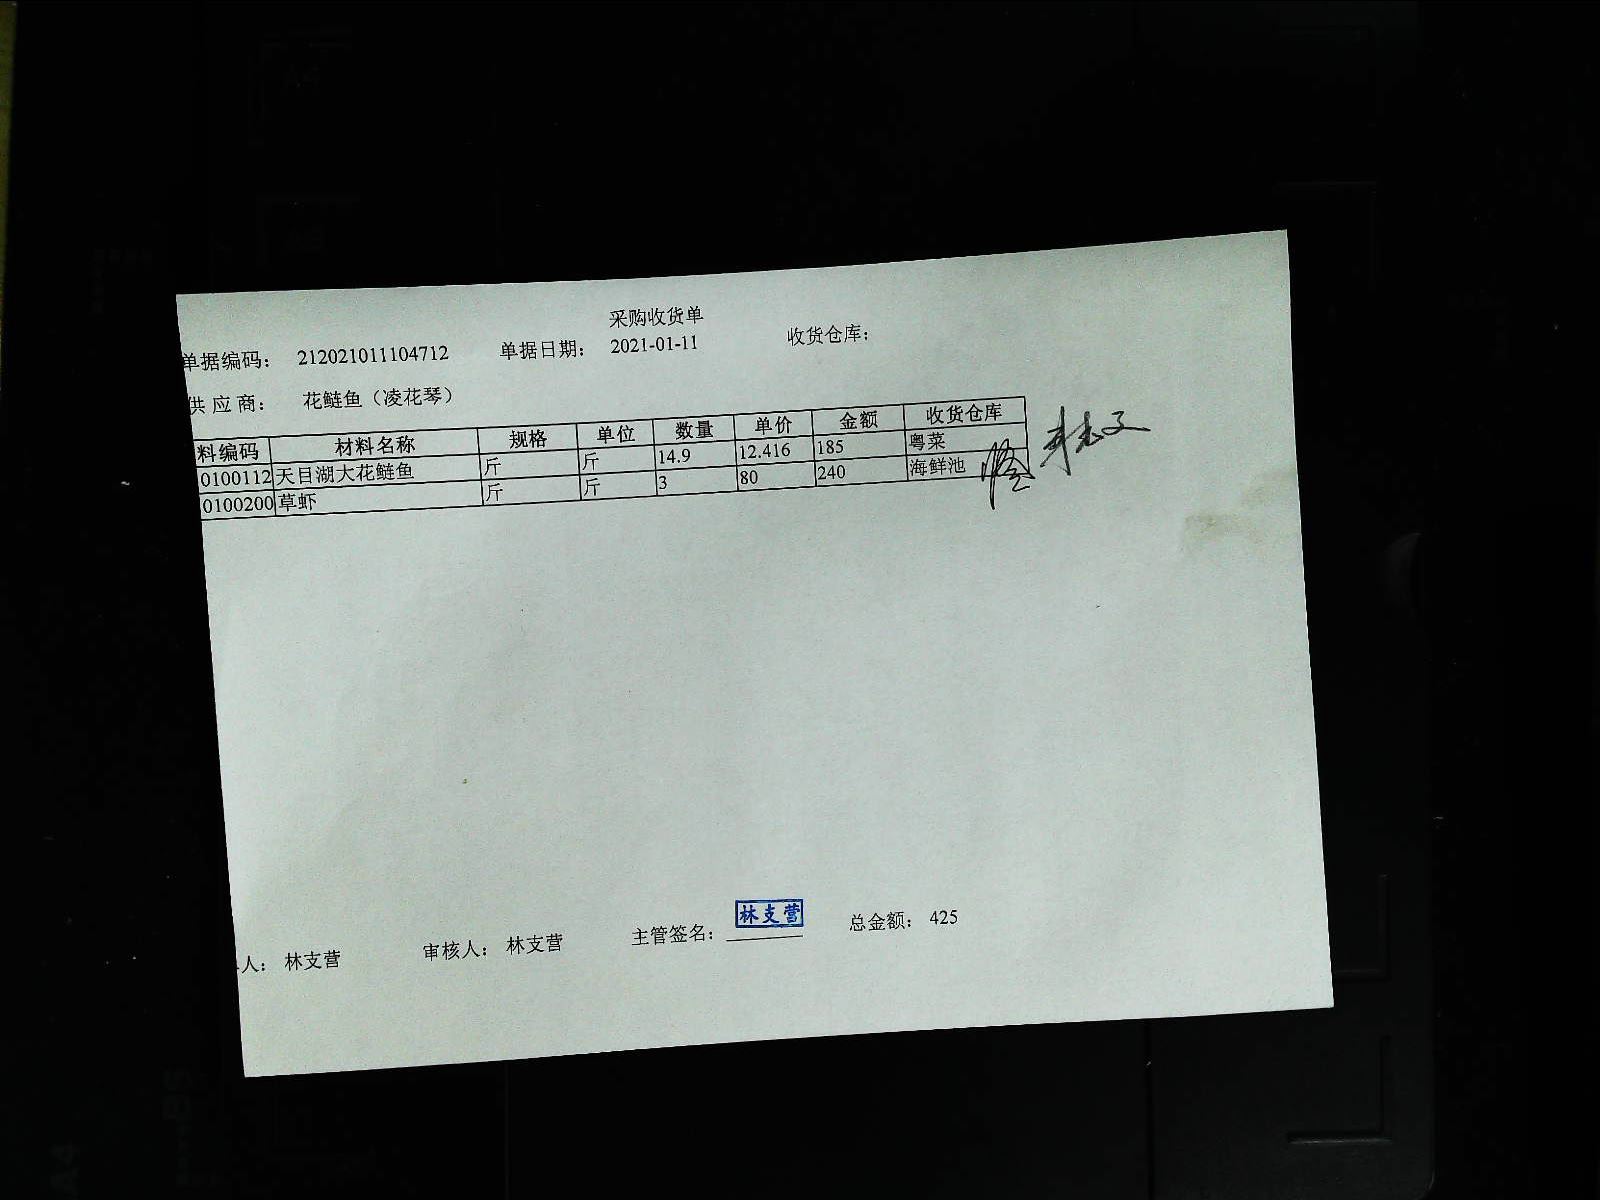 采购收货单
单据编码： 212021011104712 单据日期： 2021-01-11 收货仓库：
供应商： 花鲢鱼（凌花琴）
料编码 材料名称 规格 单位 数量 单价 金额 收货仓库
0100112 天目湖大花鲢鱼 斤 斤 14.9 12.416 185 粤菜
0100200 草虾 斤 斤 3 80 240 海鲜池
人： 林支营 审核人： 林支营 主管签名： 林支营 总金额： 425